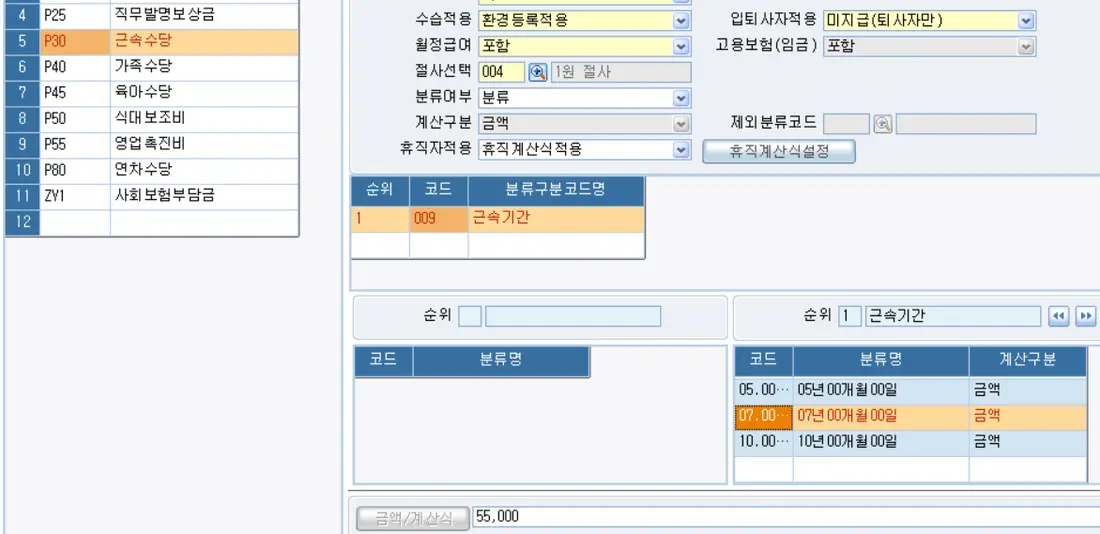 4 P25 직무발명보상금
5 P30 근속수당
6 P40 가족수당
7 P45 육아수당
8 P50 식대보조비
9 P55 영업촉진비
10 P80 연차수당
11 ZY1 사회보험부담금
12
수습적용 환경등록적용 입퇴사자적용 미지급(퇴사자만)
월정급여 포함 고용보험(임금) 포함
절사선택 004 1원 절사
분류여부 분류
계산구분 금액 제외분류코드
휴직자적용 휴직계산식적용 휴직계산식설정
순위 코드 분류구분코드명
1 009 근속기간
순위
순위 1 근속기간
코드 분류명
코드 분류명 계산구분
05.00… 05년00개월00일 금액
07.00… 07년00개월00일 금액
10.00… 10년00개월00일 금액
금액/계산식 55,000